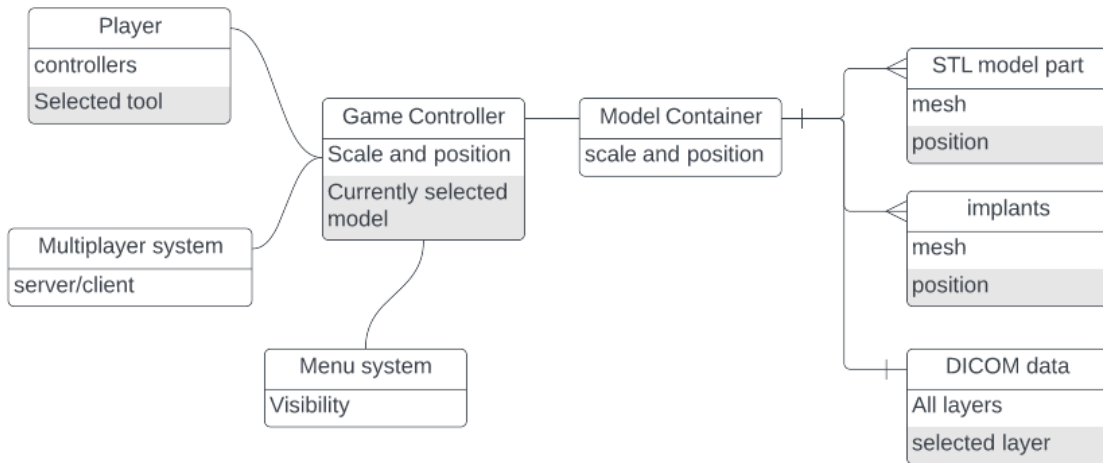 Player
controllers
Selected tool
Multiplayer system
server/client
Game Controller
Scale and position
Currently selected
model
Menu system
Visibility
Model Container
scale and position
STL model part
mesh
position
implants
mesh
position
DICOM data
All layers
selected layer